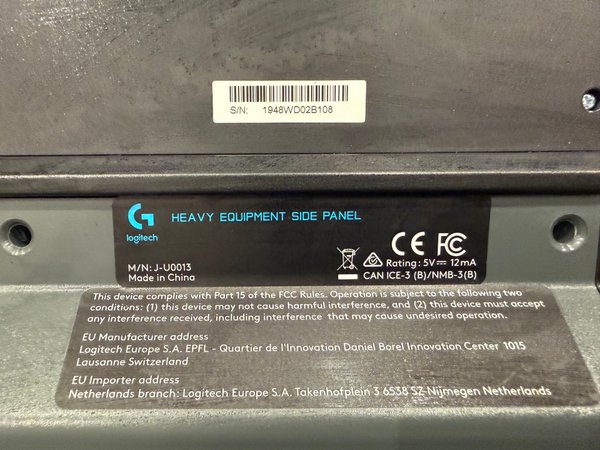 S/N: 1948WD02B108
G
logitech
HEAVY EQUIPMENT SIDE PANEL
M/N: J-U0013
Made in China
CE FC
Rating: 5V⎓ 12mA
CAN ICE-3 (B)/NMB-3(B)
This device complies with Part 15 of the FCC Rules. Operation is subject to the following two
conditions: (1) this device may not cause harmful interference, and (2) this device must accept
any interference received, including interference that may cause undesired operation.
EU Manufacturer address
Logitech Europe S.A. EPFL - Quartier de l'Innovation Daniel Borel Innovation Center 1015
Lausanne Switzerland
EU Importer address
Netherlands branch: Logitech Europe S.A. Takenhofplein 3 6538 SZ Nijmegen Netherlands